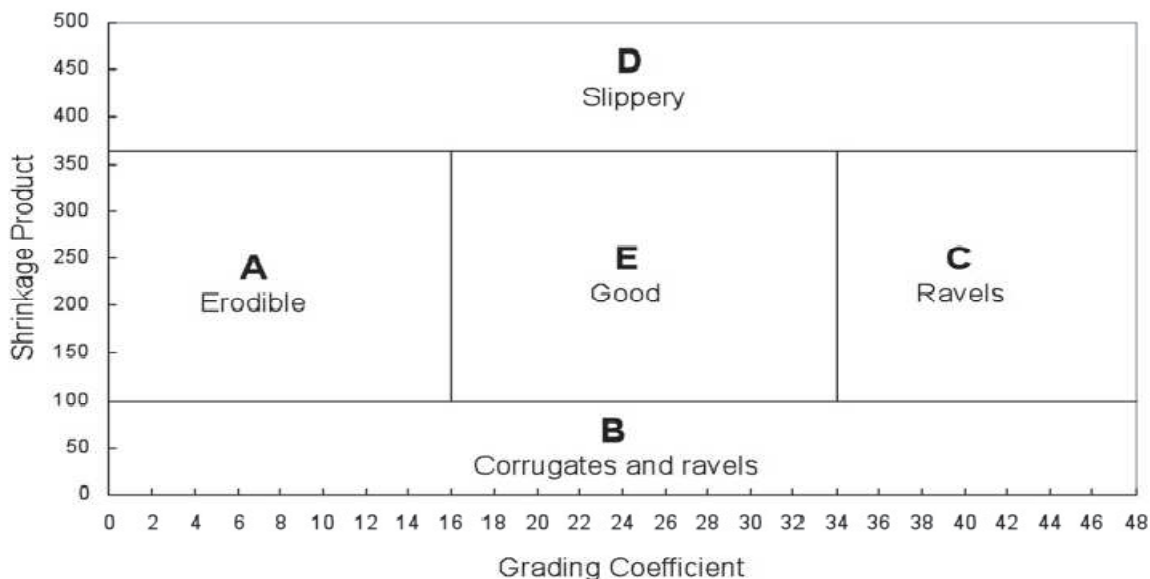 500
D
450
Slippery
400
350
300
A
E
C
250
Erodible
Good
Ravels
200
150
100
B
50
Corrugates and ravels
0
Shrinkage Product
0 2 4 6 8 10 12 14 16 18 20 22 24 26 28 30 32 34 36 38 40 42 44 46 48
Grading Coefficient